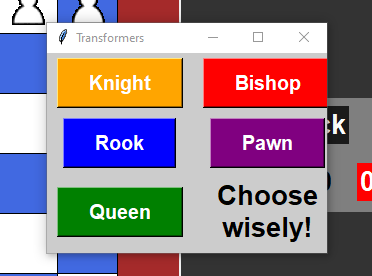 Transformers
Knight
Bishop
Rook
Pawn
Queen
Choose
wisely!
ck
0